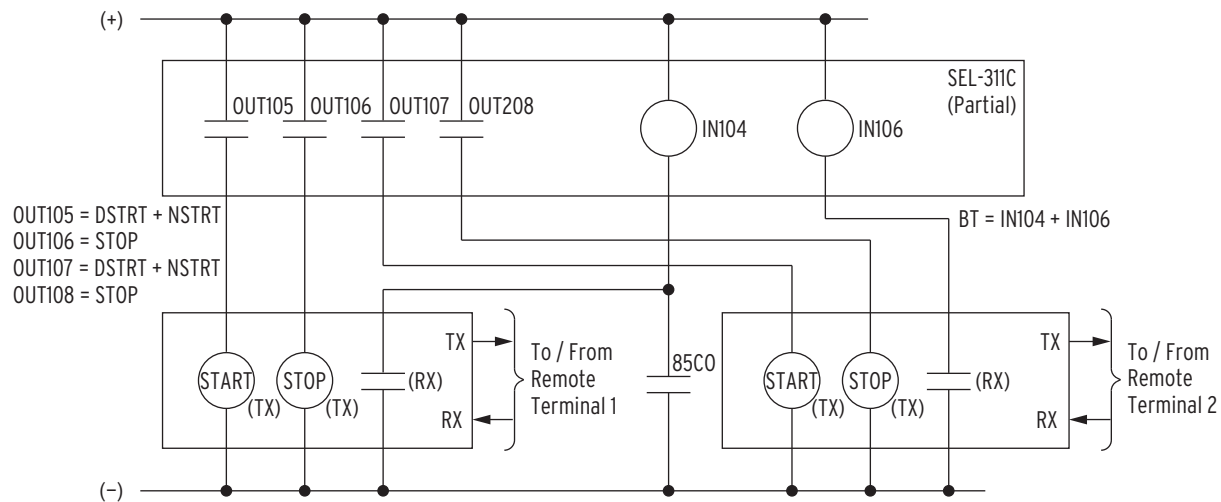 (+)
SEL-311C
(Partial)
OUT105
OUT106
OUT107
OUT208
IN104
IN106
OUT105 = DSTRT + NSTRT
OUT106 = STOP
OUT107 = DSTRT + NSTRT
OUT108 = STOP
BT = IN104 + IN106
START
(TX)
STOP
(TX)
(RX)
TX
RX
To / From
Remote
Terminal 1
85CO
START
(TX)
STOP
(TX)
(RX)
TX
RX
To / From
Remote
Terminal 2
(−)